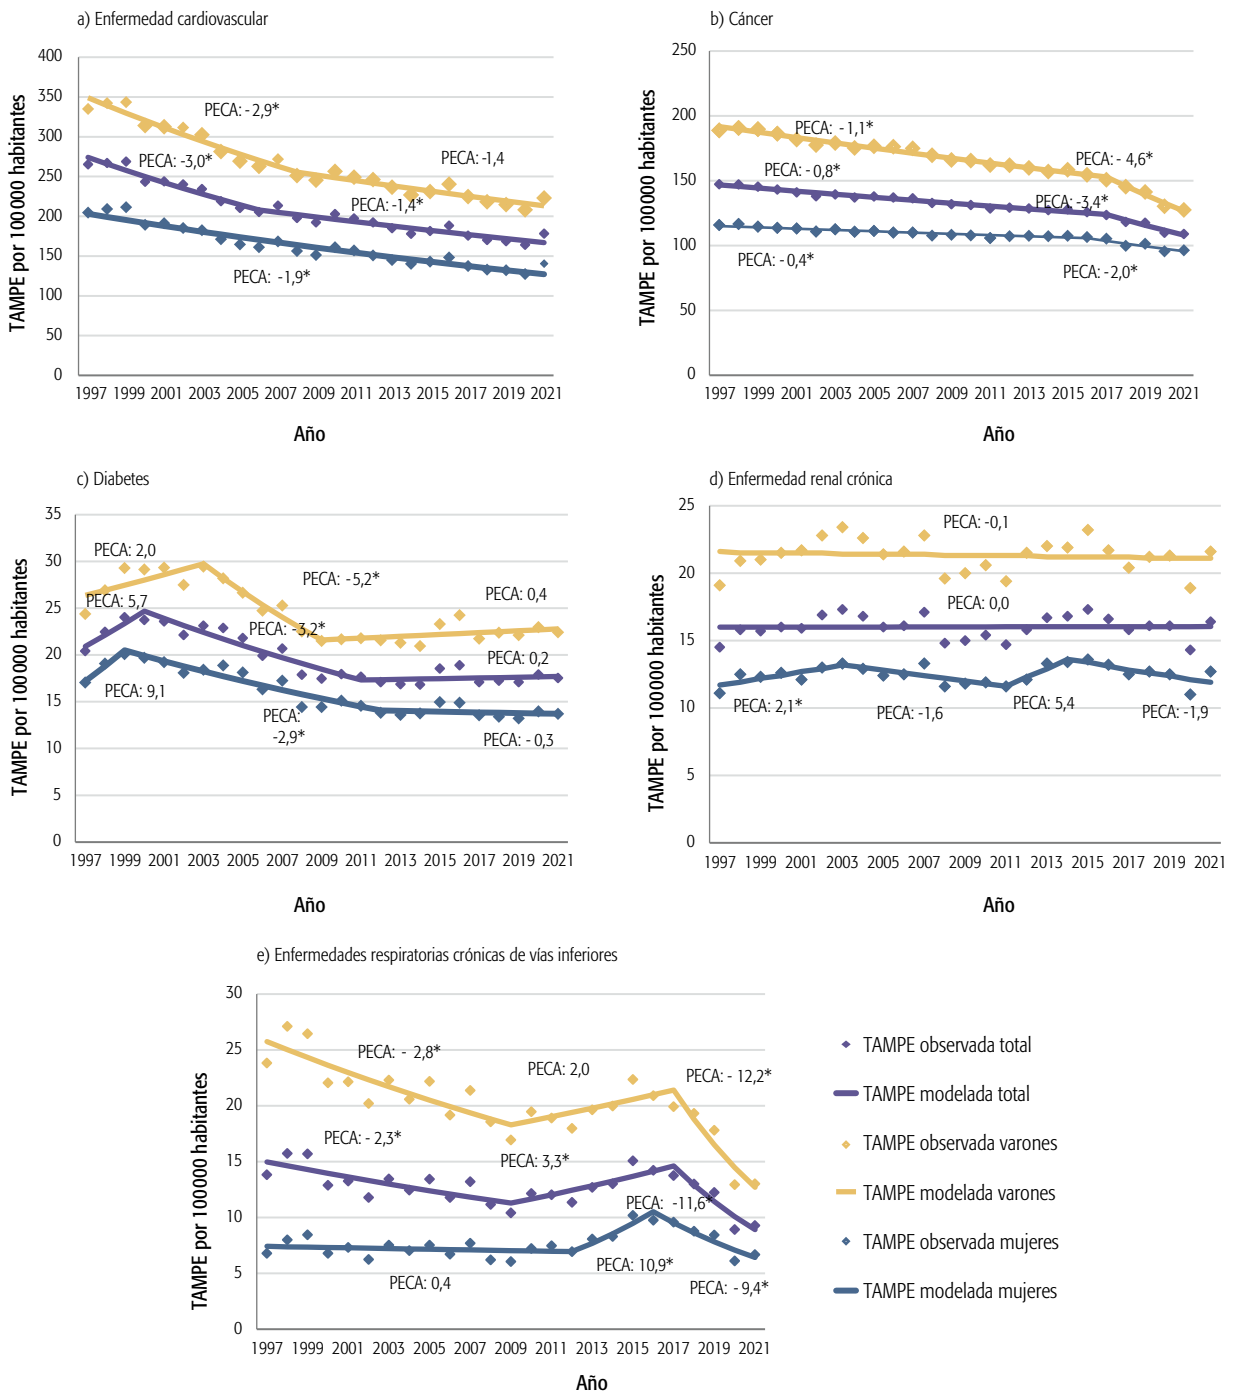 a) Enfermedad cardiovascular
TAMPE por 100000 habitantes
400
350
300
250
200
150
100
50
0
PECA: - 2,9*
PECA: -3,0*
PECA: -1,4
PECA: -1,4*
PECA: -1,9*
1997 1999 2001 2003 2005 2007 2009 2011 2013 2015 2017 2019 2021
Año
b) Cáncer
TAMPE por 100000 habitantes
250
200
150
100
50
0
PECA: - 1,1*
PECA: - 4,6*
PECA: - 0,8*
PECA: -3,4*
PECA: - 0,4*
PECA: - 2,0*
1997 1999 2001 2003 2005 2007 2009 2011 2013 2015 2017 2019 2021
Año
c) Diabetes
TAMPE por 100000 habitantes
35
30
25
20
15
10
5
0
PECA: 2,0
PECA: - 5,2*
PECA: 0,4
PECA: 5,7
PECA: -3,2*
PECA: 0,2
PECA: 9,1
PECA:
-2,9*
PECA: - 0,3
1997 1999 2001 2003 2005 2007 2009 2011 2013 2015 2017 2019 2021
Año
d) Enfermedad renal crónica
TAMPE por 100000 habitantes
25
20
15
10
5
0
PECA: -0,1
PECA: 0,0
PECA: 2,1*
PECA: -1,6
PECA: 5,4
PECA: -1,9
1997 1999 2001 2003 2005 2007 2009 2011 2013 2015 2017 2019 2021
Año
e) Enfermedades respiratorias crónicas de vías inferiores
TAMPE por 100000 habitantes
30
25
20
15
10
5
0
PECA: - 2,8*
PECA: 2,0
PECA: - 12,2*
PECA: - 2,3*
PECA: 3,3*
PECA: -11,6*
PECA: 0,4
PECA: 10,9*
PECA: - 9,4*
1997 1999 2001 2003 2005 2007 2009 2011 2013 2015 2017 2019 2021
Año
TAMPE observada total
TAMPE modelada total
TAMPE observada varones
TAMPE modelada varones
TAMPE observada mujeres
TAMPE modelada mujeres